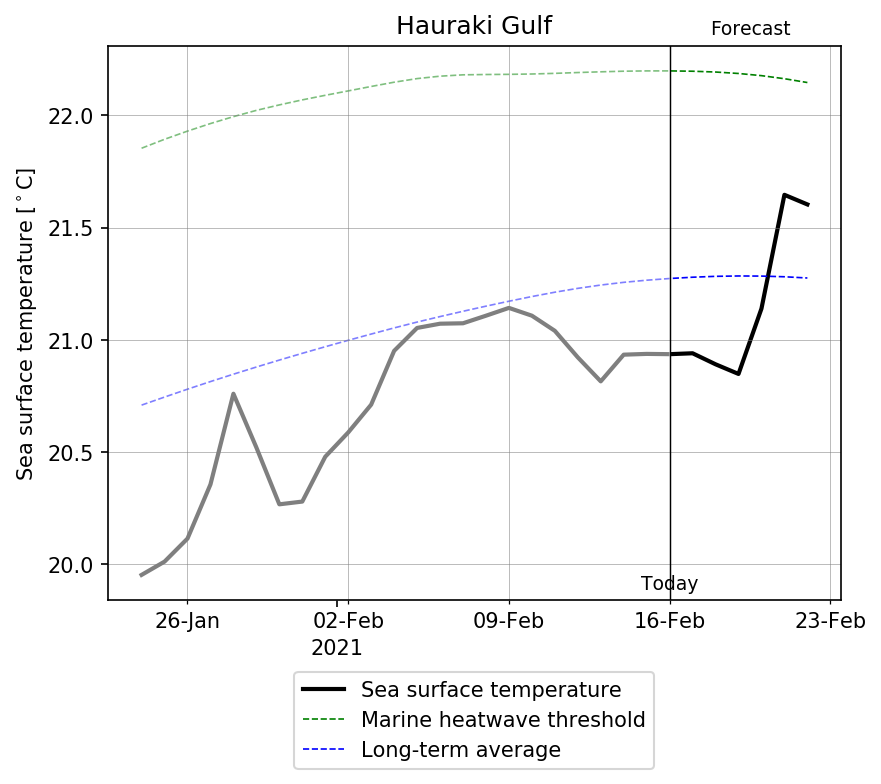 Hauraki Gulf
Forecast
Sea surface temperature [°C]
22.0
21.5
21.0
20.5
20.0
Today
26-Jan
02-Feb
09-Feb
16-Feb
23-Feb
2021
Sea surface temperature
Marine heatwave threshold
Long-term average